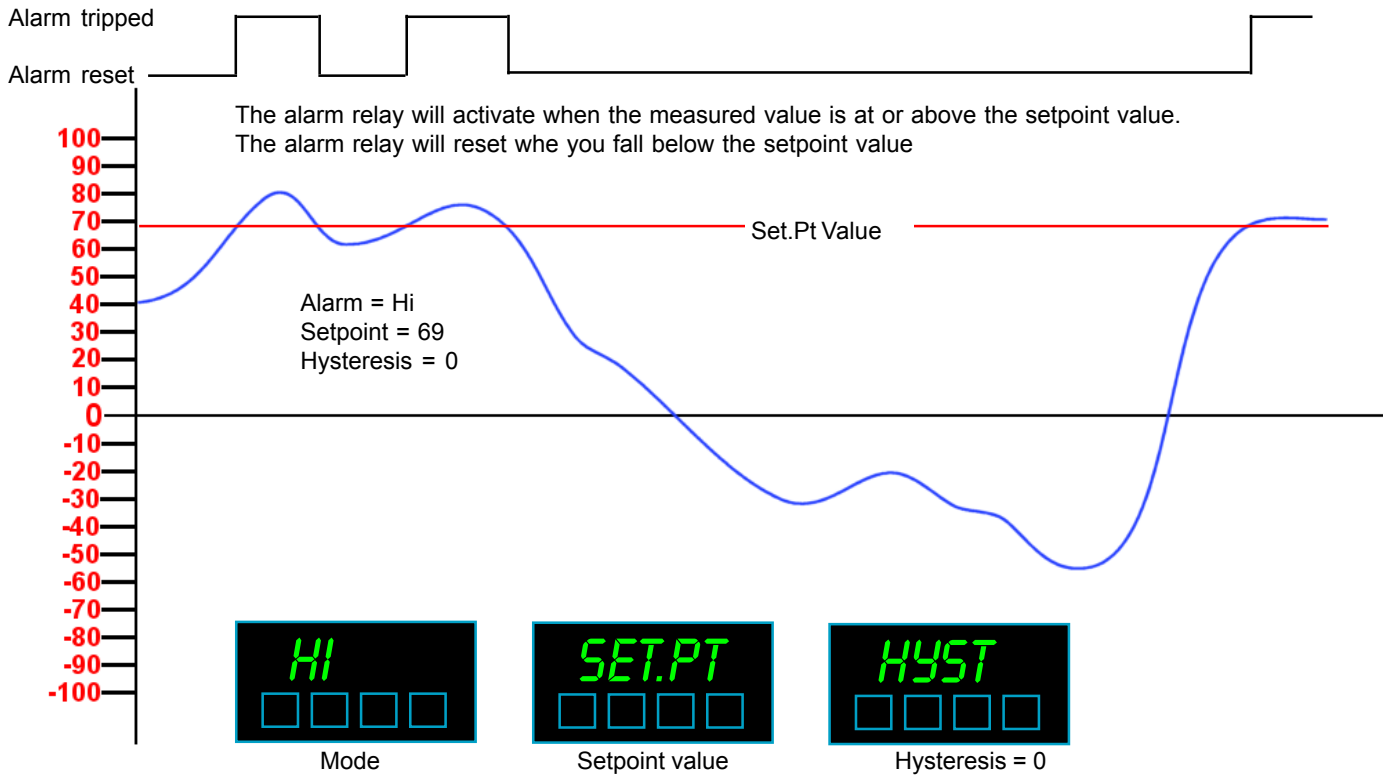 Alarm tripped
Alarm reset
The alarm relay will activate when the measured value is at or above the setpoint value.
The alarm relay will reset whe you fall below the setpoint value
100
90
80
70
60
50
40
30
20
10
0
-10
-20
-30
-40
-50
-60
-70
-80
-90
-100
Set.Pt Value
Alarm = Hi
Setpoint = 69
Hysteresis = 0
HI
SET.PT
HYST
Mode
Setpoint value
Hysteresis = 0